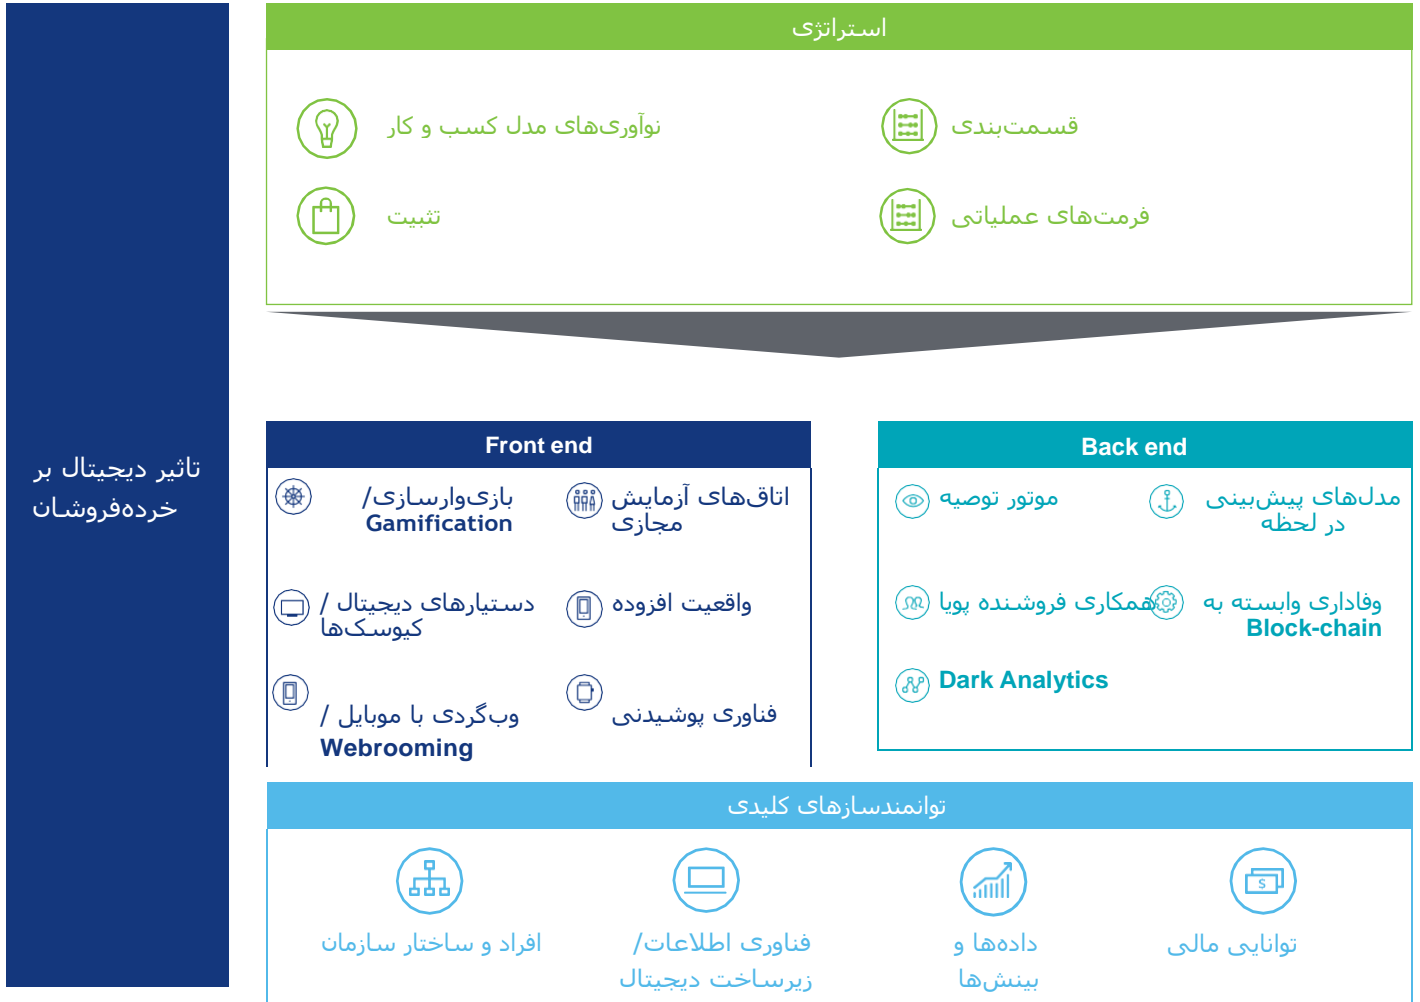 تاثیر دیجیتال بر
خرده‌فروشان
استراتژی
قسمت‌بندی
نوآوری‌های مدل کسب و کار
فرمت‌های عملیاتی
تثبیت
Front end
اتاق‌های آزمایش
مجازی
بازی‌وارسازی/
Gamification
واقعیت افزوده
دستیارهای دیجیتال /
کیوسک‌ها
فناوری پوشیدنی
وب‌گردی با موبایل /
Webrooming
Back end
مدل‌های پیش‌بینی
در لحظه
موتور توصیه
وفاداری وابسته به
Block-chain
همکاری فروشنده پویا
Dark Analytics
توانمندسازهای کلیدی
توانایی مالی
داده‌ها و
بینش‌ها
فناوری اطلاعات/
زیرساخت دیجیتال
افراد و ساختار سازمان